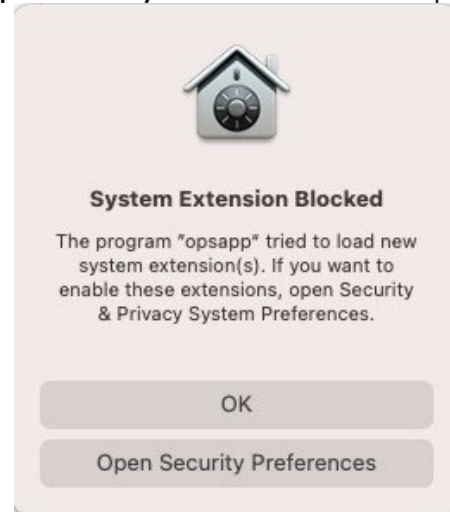 System Extension Blocked
The program "opsapp" tried to load new
system extension(s). If you want to
enable these extensions, open Security
& Privacy System Preferences.
OK
Open Security Preferences